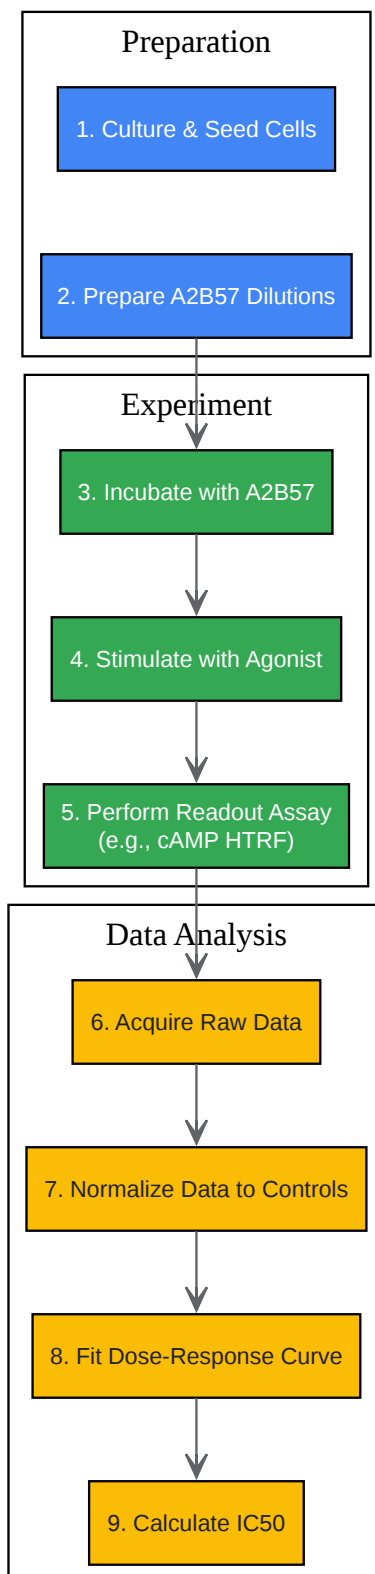 Preparation
1. Culture & Seed Cells
2. Prepare A2B57 Dilutions
Experiment
3. Incubate with A2B57
4. Stimulate with Agonist
5. Perform Readout Assay
(e.g., cAMP HTRF)
Data Analysis
6. Acquire Raw Data
7. Normalize Data to Controls
8. Fit Dose-Response Curve
9. Calculate IC50